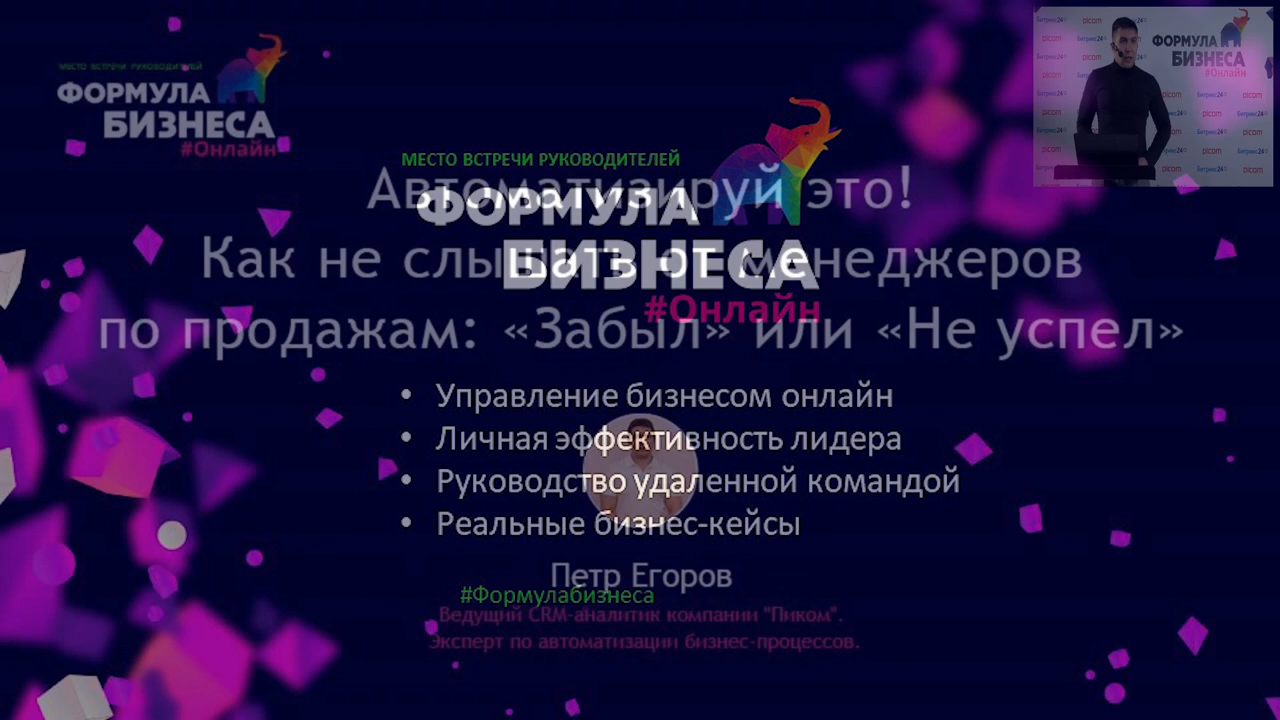 МЕСТО ВСТРЕЧИ РУКОВОДИТЕЛЕЙ
ФОРМУЛА
БИЗНЕСА
#Онлайн
Битрикс24
picom
ФОРМУЛА
БИЗНЕСА
#Онлайн
МЕСТО ВСТРЕЧИ РУКОВОДИТЕЛЕЙ
ФОРМУЛА
БИЗНЕСА
#Онлайн
Автоматизируй это!
Как не слышать от менеджеров
по продажам: «Забыл» или «Не успел»
• Управление бизнесом онлайн
• Личная эффективность лидера
• Руководство удаленной командой
• Реальные бизнес-кейсы
Петр Егоров
#Формулабизнеса
Ведущий CRM-аналитик компании "Пиком".
Эксперт по автоматизации бизнес-процессов.